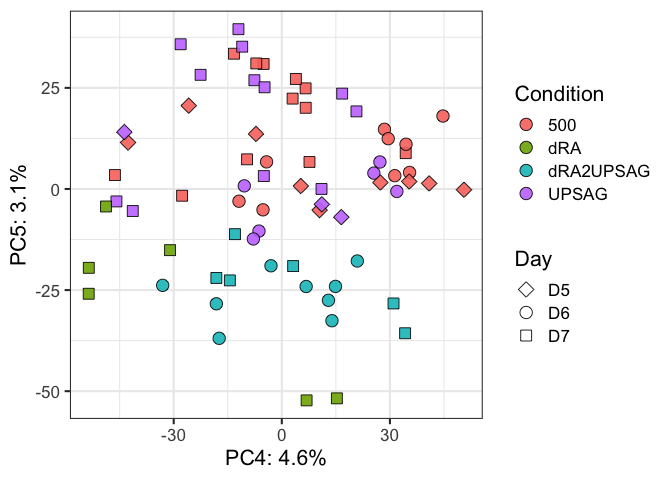 25
0
-25
-50
-30
0
30
PC4: 4.6%
PC5: 3.1%
Condition
500
dRA
dRA2UPSAG
UPSAG
Day
D5
D6
D7